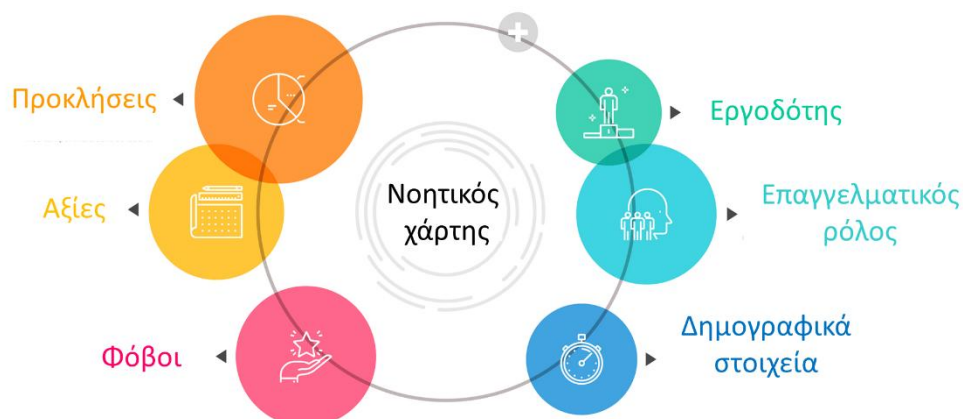 Προκλήσεις
Αξίες
Φόβοι
Νοητικός
χάρτης
Εργοδότης
Επαγγελματικός
ρόλος
Δημογραφικά
στοιχεία